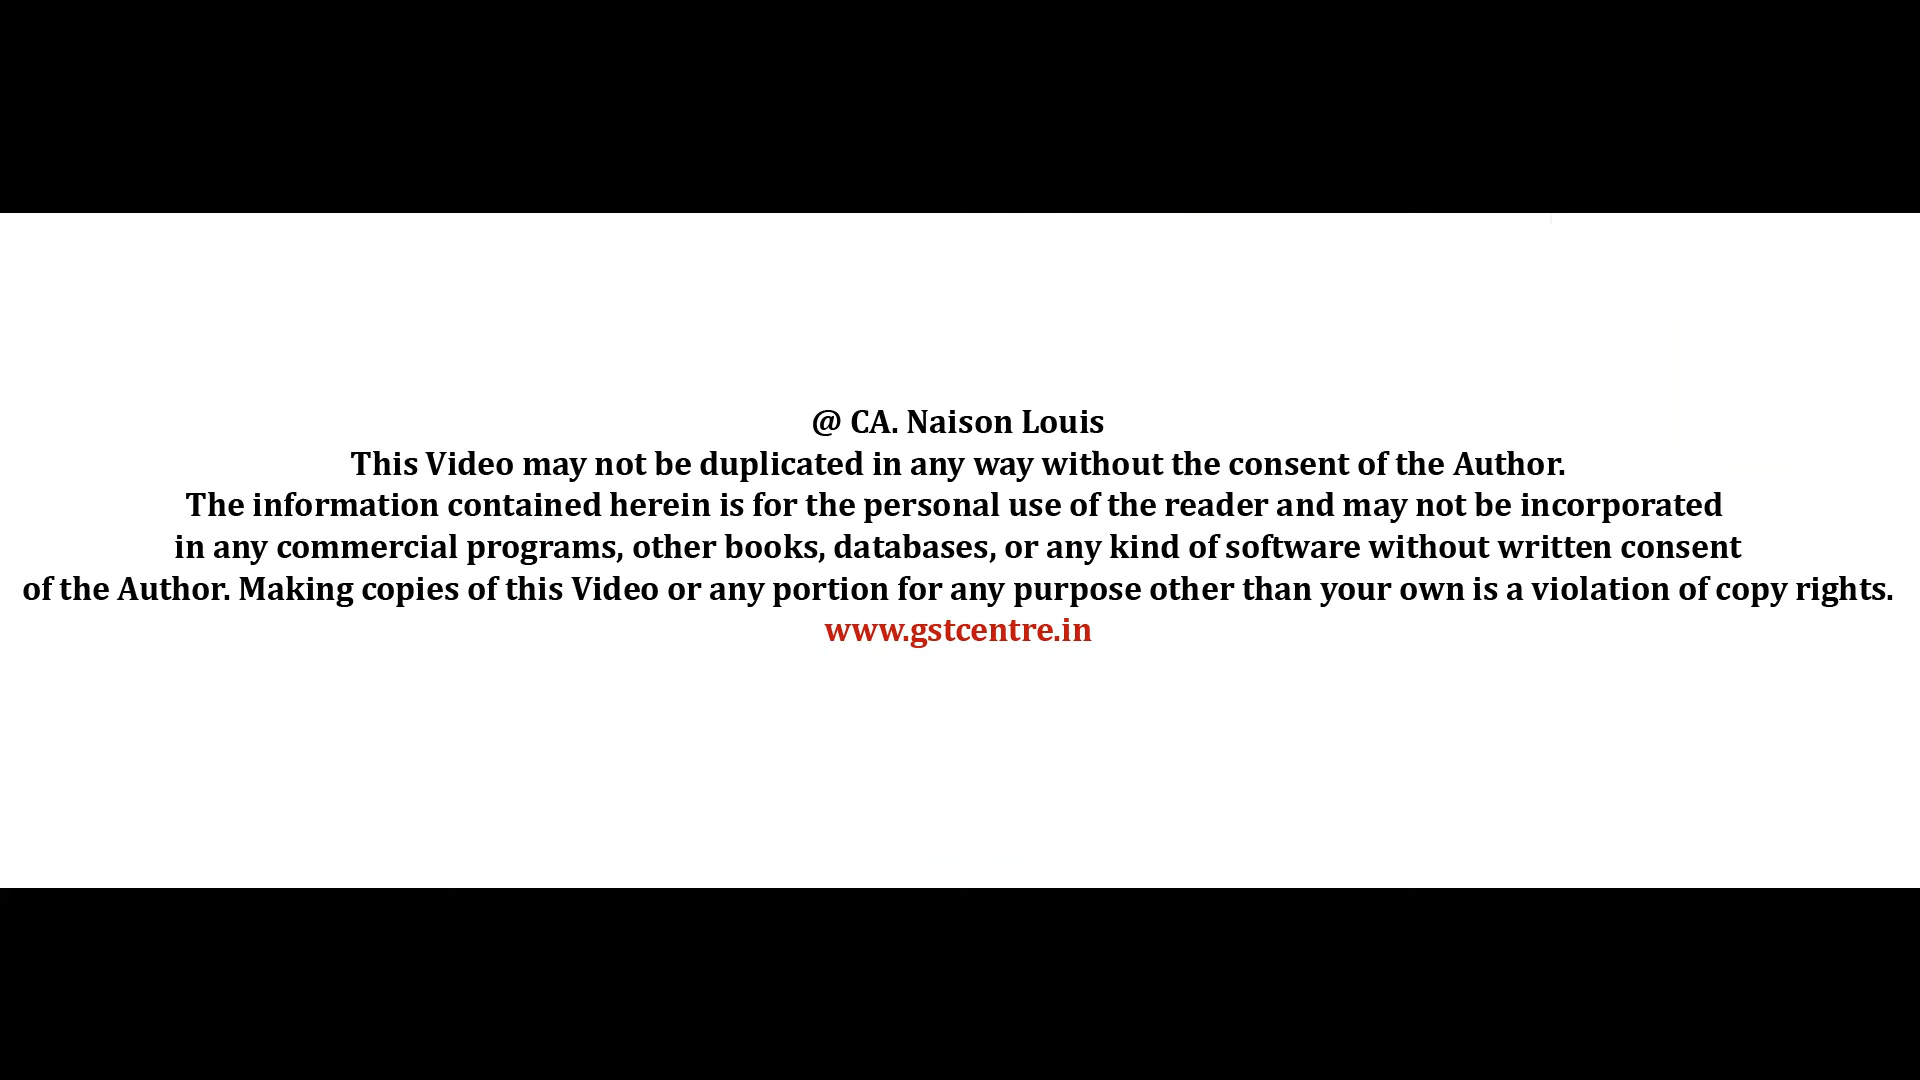 @ CA. Naison Louis
This Video may not be duplicated in any way without the consent of the Author.
The information contained herein is for the personal use of the reader and may not be incorporated
in any commercial programs, other books, databases, or any kind of software without written consent
of the Author. Making copies of this Video or any portion for any purpose other than your own is a violation of copy rights.
www.gstcentre.in